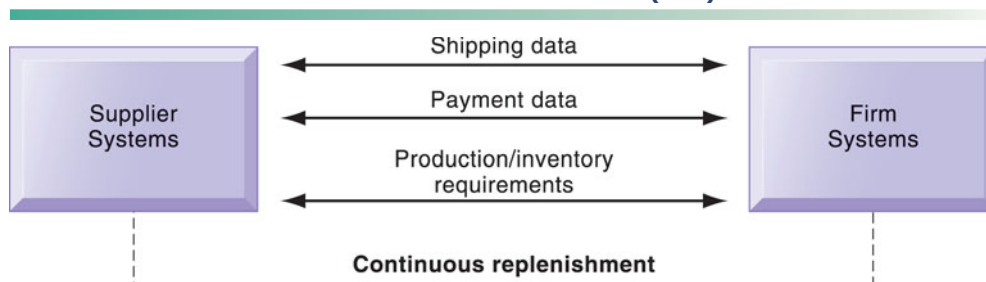 Shipping data
Supplier
Systems
Payment data
Firm
Systems
Production/inventory
requirements
Continuous replenishment